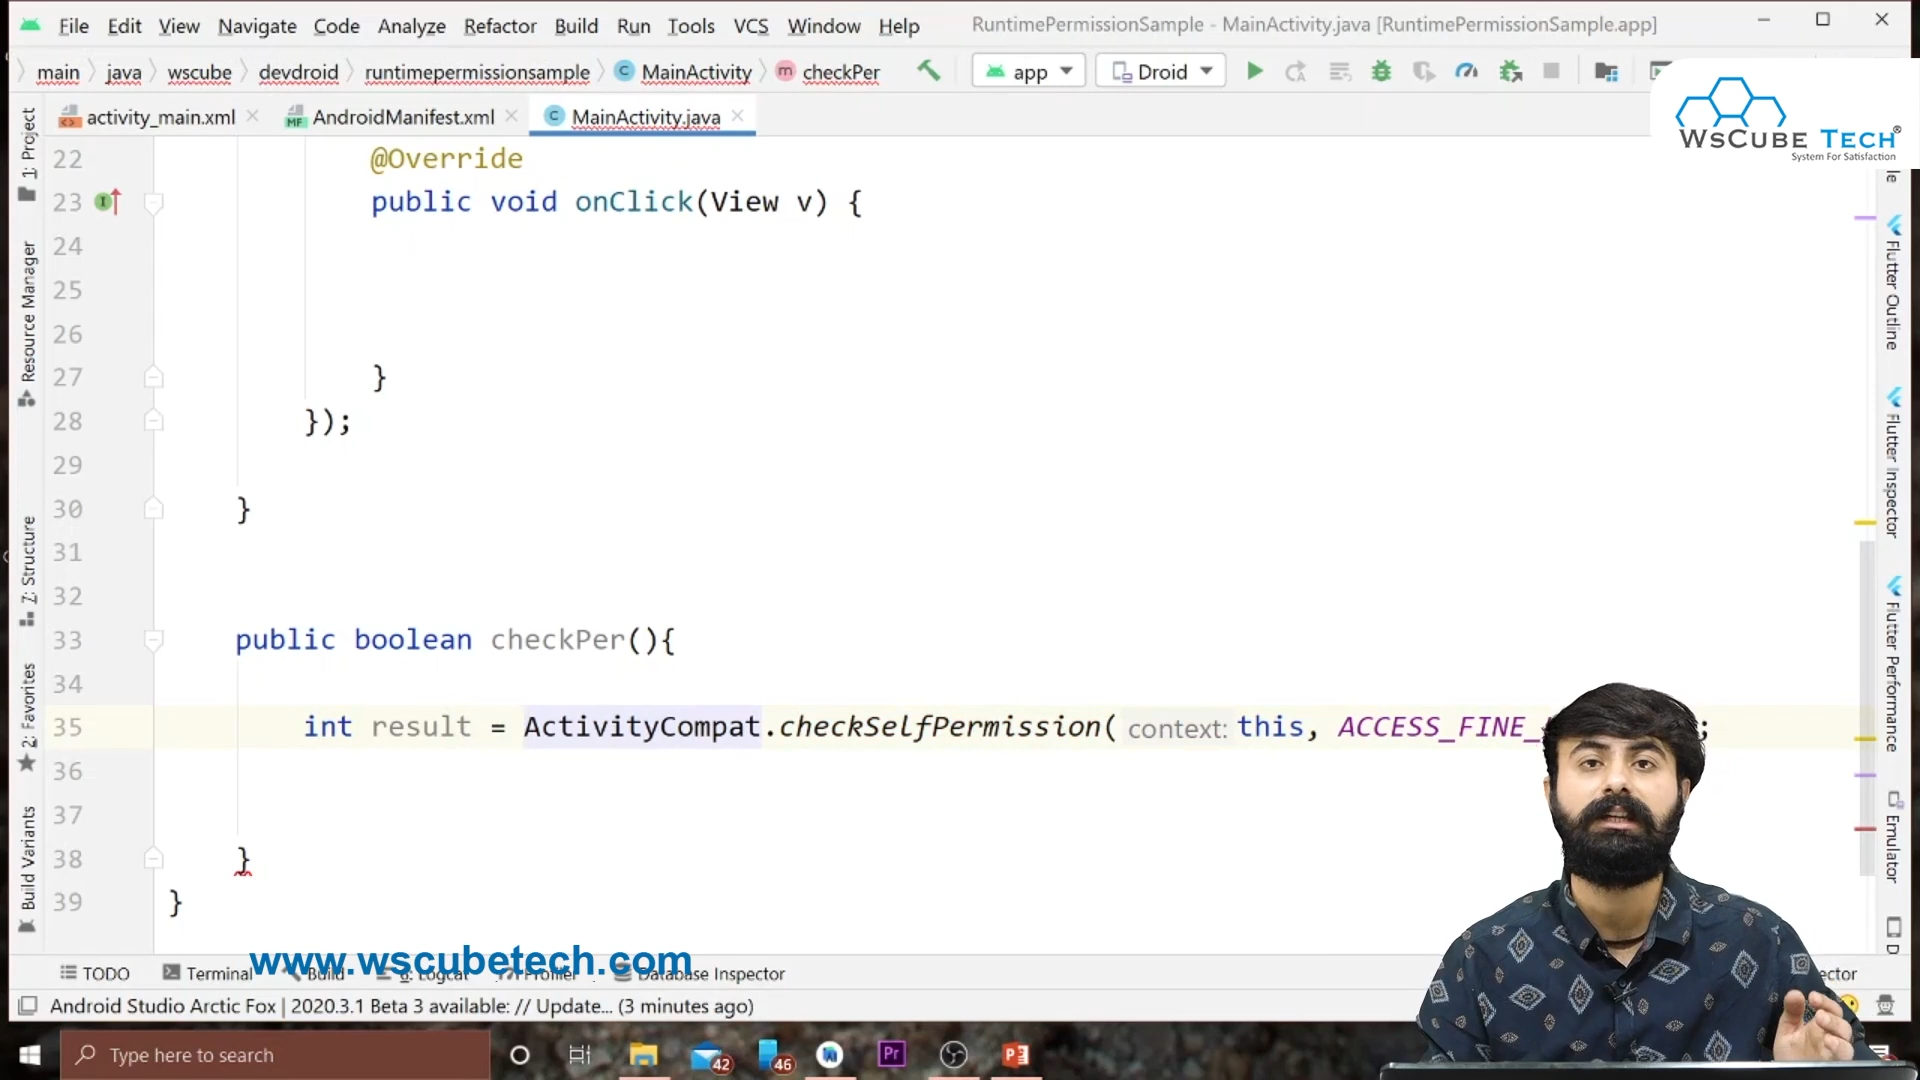 File Edit View Navigate Code Analyze Refactor Build Run Tools VCS Window Help RuntimePermissionSample - MainActivity.java [RuntimePermissionSample.app]
main java wscube devdroid runtimepermissionsample MainActivity checkPer app Droid
activity_main.xml AndroidManifest.xml MainActivity.java
WsCube Tech®
System For Satisfaction
22 @Override
23 public void onClick(View v) {
24
25
26
27 }
28 });
29
30 }
31
32
33 public boolean checkPer(){
34
35 int result = ActivityCompat.checkSelfPermission( context: this, ACCESS_FINE_ ;
36
37
38 }
39 }
1: Project
Resource Manager
Z: Structure
2: Favorites
Build Variants
Flutter Outline
Flutter Inspector
Flutter Performance
Emulator
www.wscubetech.com
TODO Terminal Build 6: Logcat Profiler Database Inspector
Android Studio Arctic Fox | 2020.3.1 Beta 3 available: // Update... (3 minutes ago)
Type here to search 42 46 Pr